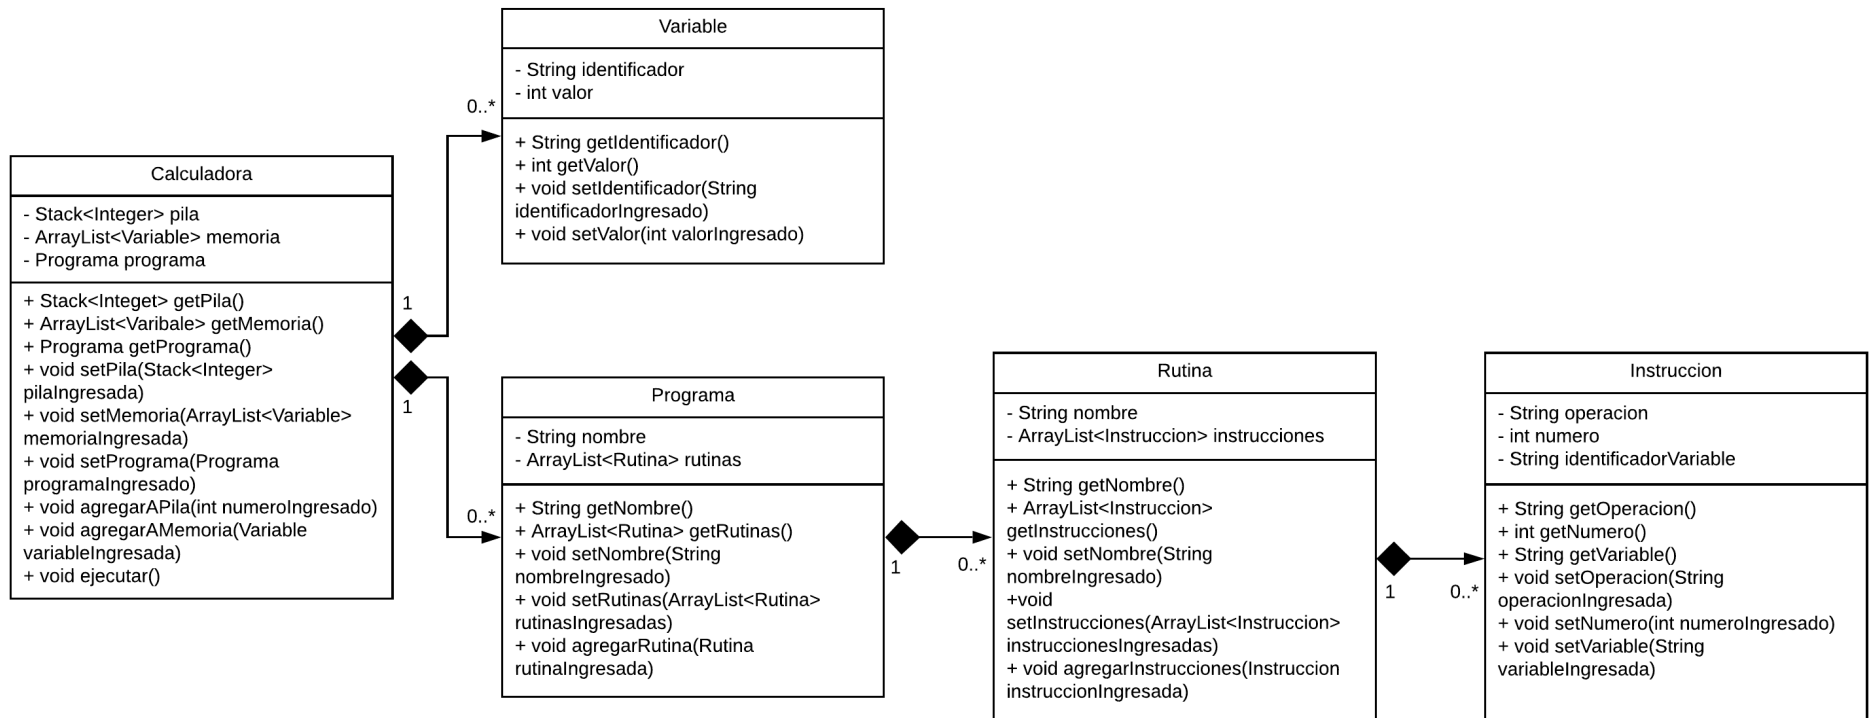 Variable
- String identificador
- int valor
0..*
+ String getIdentificador()
+ int getValor()
+ void setIdentificador(String
identificadorIngresado)
+ void setValor(int valorIngresado)
Calculadora
- Stack<Integer> pila
- ArrayList<Variable> memoria
- Programa programa
+ Stack<Integet> getPila()
+ ArrayList<Varibale> getMemoria()
+ Programa getPrograma()
+ void setPila(Stack<Integer>
pilaIngresada)
+ void setMemoria(ArrayList<Variable>
memoriaIngresada)
+ void setPrograma(Programa
programaIngresado)
+ void agregarAPila(int numeroIngresado)
+ void agregarAMemoria(Variable
variableIngresada)
+ void ejecutar()
1
1
0..*
Programa
- String nombre
- ArrayList<Rutina> rutinas
+ String getNombre()
+ ArrayList<Rutina> getRutinas()
+ void setNombre(String
nombreIngresado)
+ void setRutinas(ArrayList<Rutina>
rutinasIngresadas)
+ void agregarRutina(Rutina
rutinaIngresada)
1
0..*
Rutina
- String nombre
- ArrayList<Instruccion> instrucciones
+ String getNombre()
+ ArrayList<Instruccion>
getInstrucciones()
+ void setNombre(String
nombreIngresado)
+void
setInstrucciones(ArrayList<Instruccion>
instruccionesIngresadas)
+ void agregarInstrucciones(Instruccion
instruccionIngresada)
1
0..*
Instruccion
- String operacion
- int numero
- String identificadorVariable
+ String getOperacion()
+ int getNumero()
+ String getVariable()
+ void setOperacion(String
operacionIngresada)
+ void setNumero(int numeroIngresado)
+ void setVariable(String
variableIngresada)